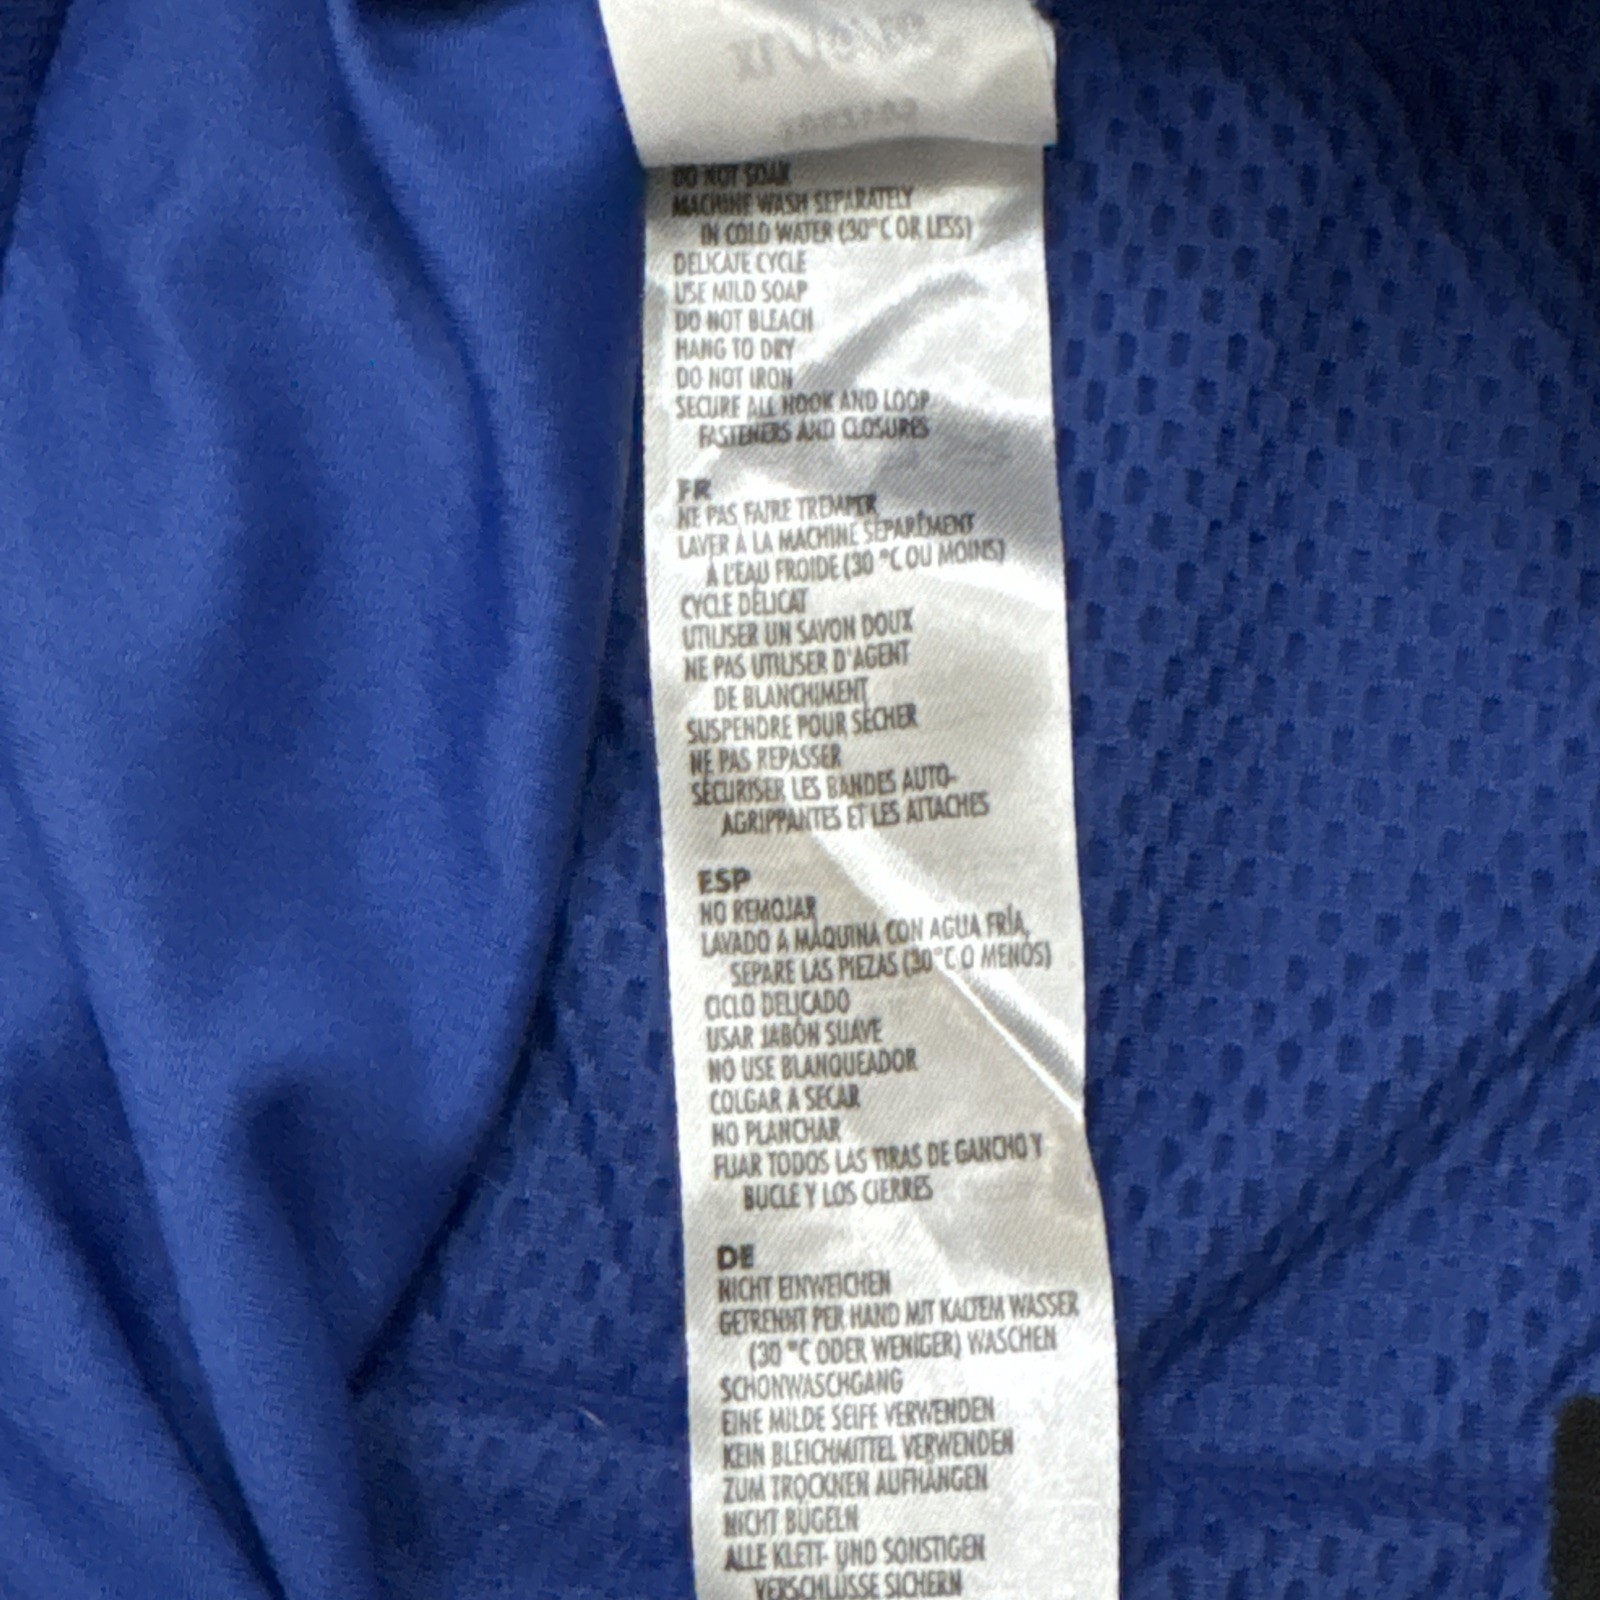 DO NOT SOAK
MACHINE WASH SEPARATELY
IN COLD WATER (30°C OR LESS)
DELICATE CYCLE
USE MILD SOAP
DO NOT BLEACH
HANG TO DRY
DO NOT IRON
SECURE ALL HOOK AND LOOP
FASTENERS AND CLOSURES
FR
NE PAS FAIRE TREMPER
LAVER À LA MACHINE SÉPARÉMENT
À L'EAU FROIDE (30 °C OU MOINS)
CYCLE DÉLICAT
UTILISER UN SAVON DOUX
NE PAS UTILISER D'AGENT
DE BLANCHIMENT
SUSPENDRE POUR SÉCHER
NE PAS REPASSER
SÉCURISER LES BANDES AUTO-
AGRIPPANTES ET LES ATTACHES
ESP
NO REMOJAR
LAVADO A MÁQUINA CON AGUA FRÍA,
SEPARE LAS PIEZAS (30°C O MENOS)
CICLO DELICADO
USAR JABÓN SUAVE
NO USE BLANQUEADOR
COLGAR A SECAR
NO PLANCHAR
FIJAR TODOS LAS TIRAS DE GANCHO Y
BUCLE Y LOS CIERRES
DE
NICHT EINWEICHEN
GETRENNT PER HAND MIT KALTEM WASSER
(30 °C ODER WENIGER) WASCHEN
SCHONWASCHGANG
EINE MILDE SEIFE VERWENDEN
KEIN BLEICHMITTEL VERWENDEN
ZUM TROCKNEN AUFHÄNGEN
NICHT BÜGELN
ALLE KLETT- UND SONSTIGEN
VERSCHLÜSSE SICHERN